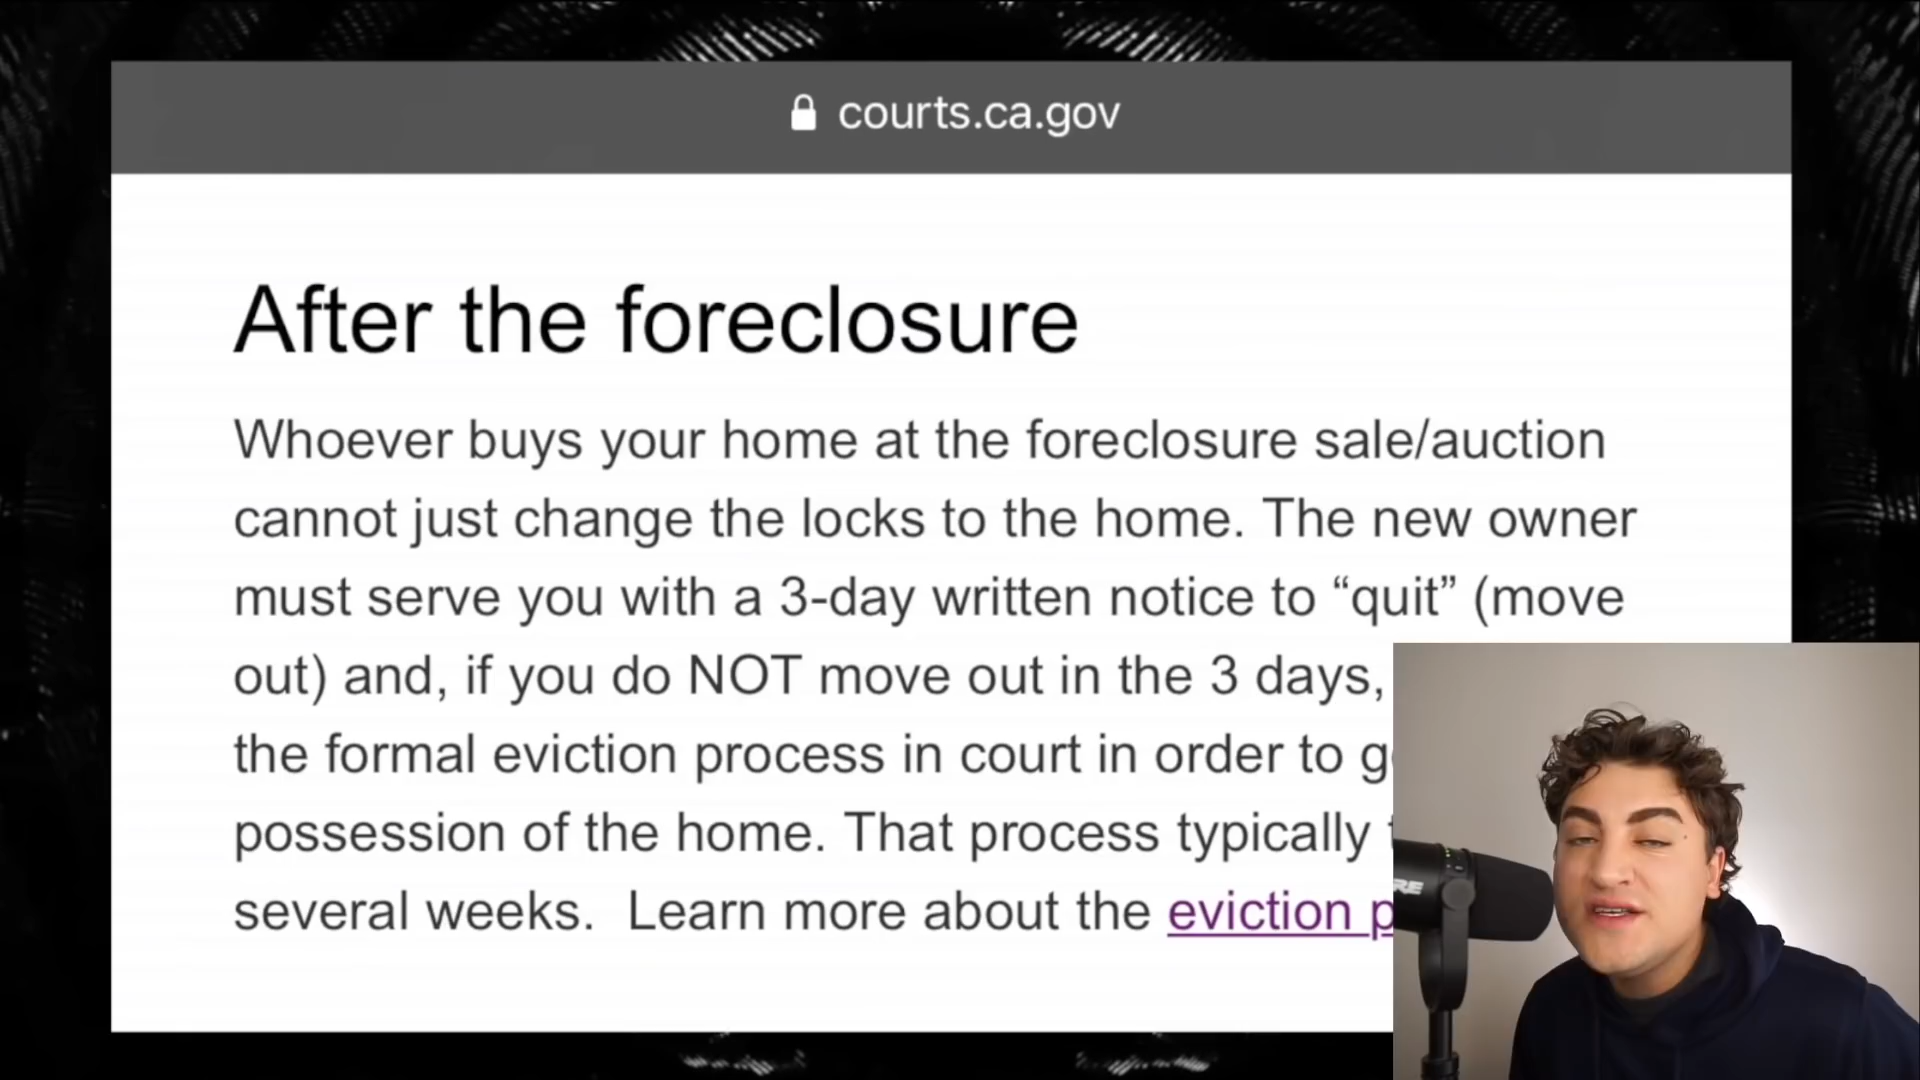 courts.ca.gov
After the foreclosure
Whoever buys your home at the foreclosure sale/auction
cannot just change the locks to the home. The new owner
must serve you with a 3-day written notice to “quit” (move
out) and, if you do NOT move out in the 3 days,
the formal eviction process in court in order to
possession of the home. That process typically
several weeks.  Learn more about the eviction